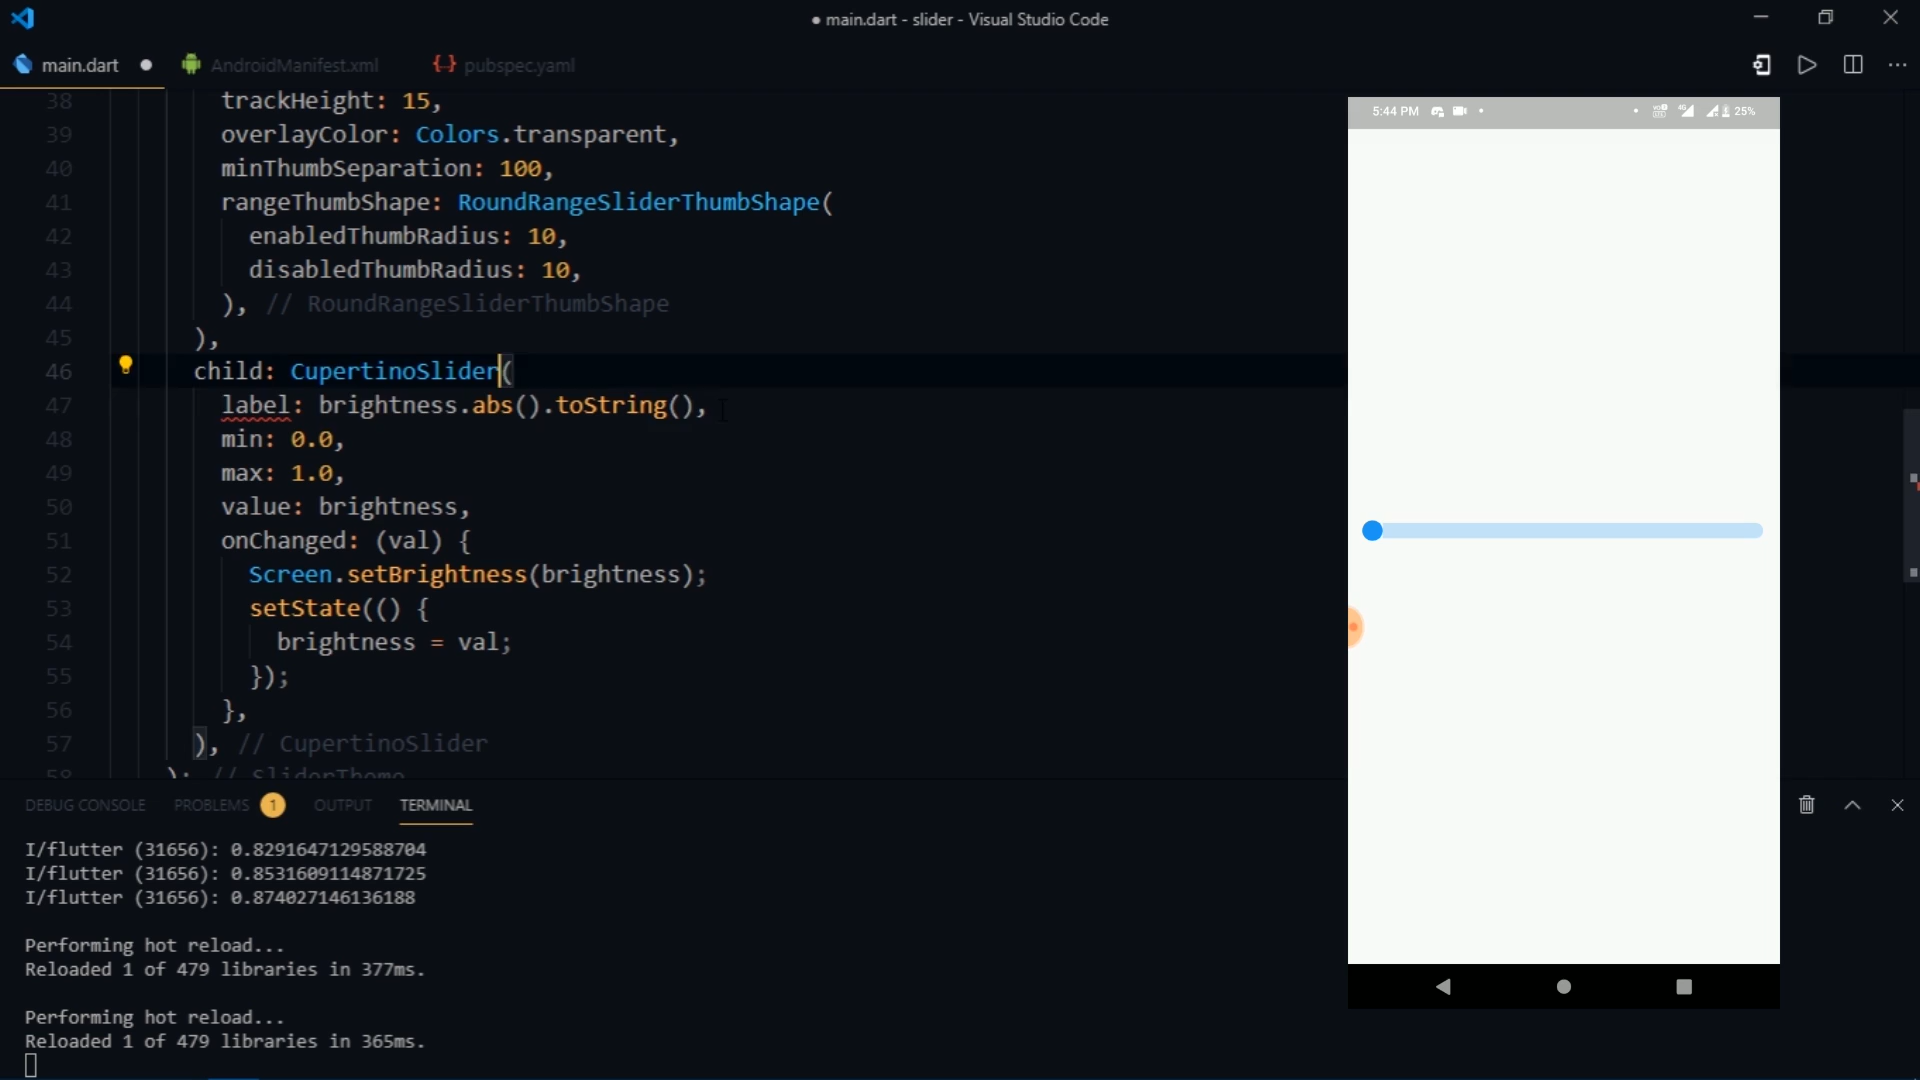 ● main.dart - slider - Visual Studio Code
main.dart ● AndroidManifest.xml {} pubspec.yaml ...
38 trackHeight: 15,
39 overlayColor: Colors.transparent,
40 minThumbSeparation: 100,
41 rangeThumbShape: RoundRangeSliderThumbShape(
42 enabledThumbRadius: 10,
43 disabledThumbRadius: 10,
44 ), // RoundRangeSliderThumbShape
45 ),
46 child: CupertinoSlider(
47 label: brightness.abs().toString(),
48 min: 0.0,
49 max: 1.0,
50 value: brightness,
51 onChanged: (val) {
52 Screen.setBrightness(brightness);
53 setState(() {
54 brightness = val;
55 });
56 },
57 ), // CupertinoSlider
58 ); // SliderTheme
5:44 PM 25%
DEBUG CONSOLE PROBLEMS 1 OUTPUT TERMINAL
I/flutter (31656): 0.8291647129588704
I/flutter (31656): 0.8531609114871725
I/flutter (31656): 0.874027146136188
Performing hot reload...
Reloaded 1 of 479 libraries in 377ms.
Performing hot reload...
Reloaded 1 of 479 libraries in 365ms.